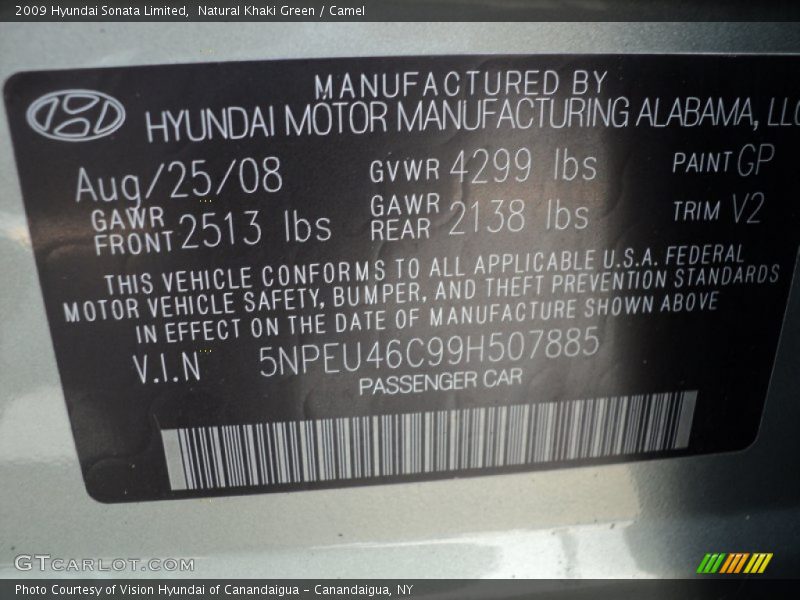 2009 Hyundai Sonata Limited,  Natural Khaki Green / Camel
MANUFACTURED BY
HYUNDAI MOTOR MANUFACTURING ALABAMA, LLC
Aug/25/08 GVWR 4299 lbs PAINT GP
GAWR FRONT 2513 lbs GAWR REAR 2138 lbs TRIM V2
THIS VEHICLE CONFORMS TO ALL APPLICABLE U.S.A. FEDERAL
MOTOR VEHICLE SAFETY, BUMPER, AND THEFT PREVENTION STANDARDS
IN EFFECT ON THE DATE OF MANUFACTURE SHOWN ABOVE
V.I.N 5NPEU46C99H507885
PASSENGER CAR
GTCARLOT.COM
Photo Courtesy of Vision Hyundai of Canandaigua - Canandaigua, NY